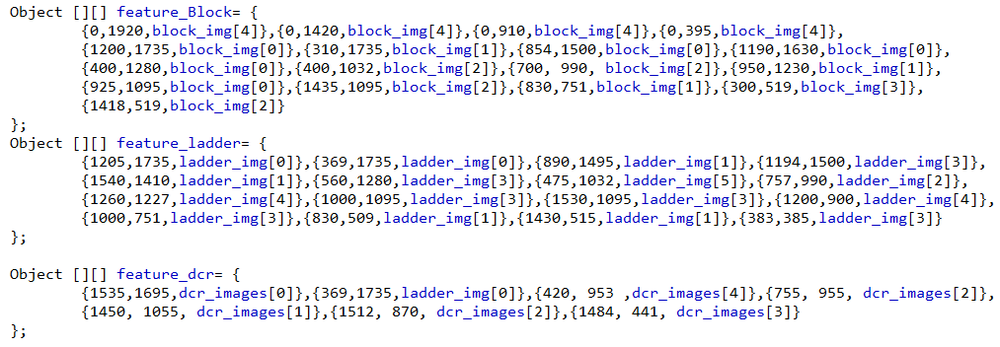 Object [][] feature_Block= {
{0,1920,block_img[4]},{0,1420,block_img[4]},{0,910,block_img[4]},{0,395,block_img[4]},
{1200,1735,block_img[0]},{310,1735,block_img[1]},{854,1500,block_img[0]},{1190,1630,block_img[0]},
{400,1280,block_img[0]},{400,1032,block_img[2]},{700, 990, block_img[2]},{950,1230,block_img[1]},
{925,1095,block_img[0]},{1435,1095,block_img[2]},{830,751,block_img[1]},{300,519,block_img[3]},
{1418,519,block_img[2]}
};
Object [][] feature_ladder= {
{1205,1735,ladder_img[0]},{369,1735,ladder_img[0]},{890,1495,ladder_img[1]},{1194,1500,ladder_img[3]},
{1540,1410,ladder_img[1]},{560,1280,ladder_img[3]},{475,1032,ladder_img[5]},{757,990,ladder_img[2]},
{1260,1227,ladder_img[4]},{1000,1095,ladder_img[3]},{1530,1095,ladder_img[3]},{1200,900,ladder_img[4]},
{1000,751,ladder_img[3]},{830,509,ladder_img[1]},{1430,515,ladder_img[1]},{383,385,ladder_img[3]}
};
Object [][] feature_dcr= {
{1535,1695,dcr_images[0]},{369,1735,ladder_img[0]},{420, 953 ,dcr_images[4]},{755, 955, dcr_images[2]},
{1450, 1055, dcr_images[1]},{1512, 870, dcr_images[2]},{1484, 441, dcr_images[3]}
};